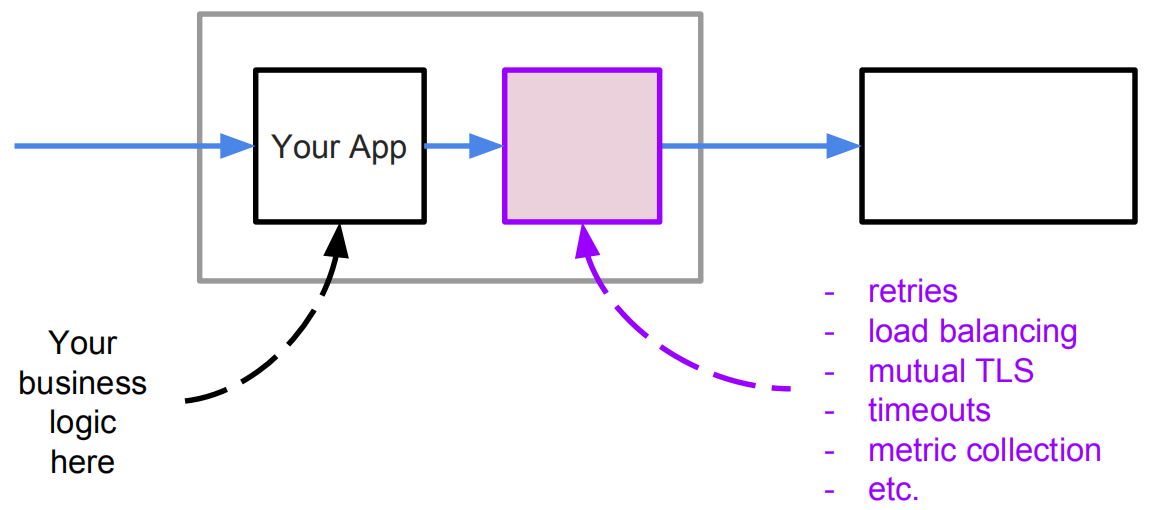 Your App
Your
business
logic
here
- retries
- load balancing
- mutual TLS
- timeouts
- metric collection
- etc.